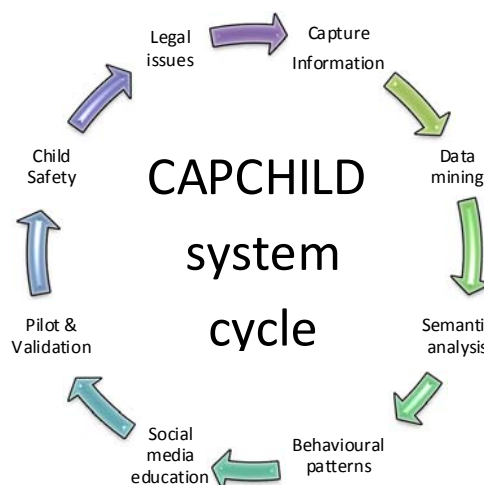 Legal
issues
Capture
Information
Data
mining
Semanti
analysis
Behavioural
patterns
Social
media
education
Pilot &
Validation
Child
Safety
CAPCHILD
system
cycle